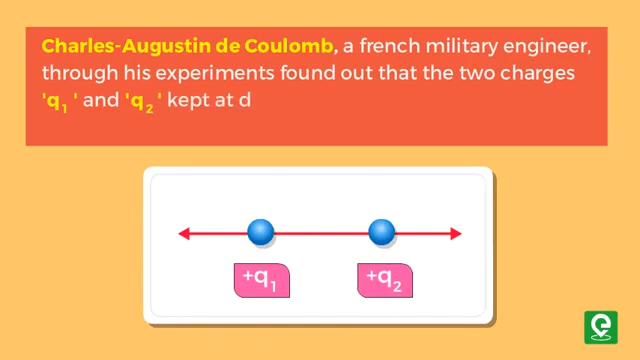 Charles-Augustin de Coulomb, a french military engineer,
through his experiments found out that the two charges
'q₁ ' and 'q₂ ' kept at d
+q₁
+q₂